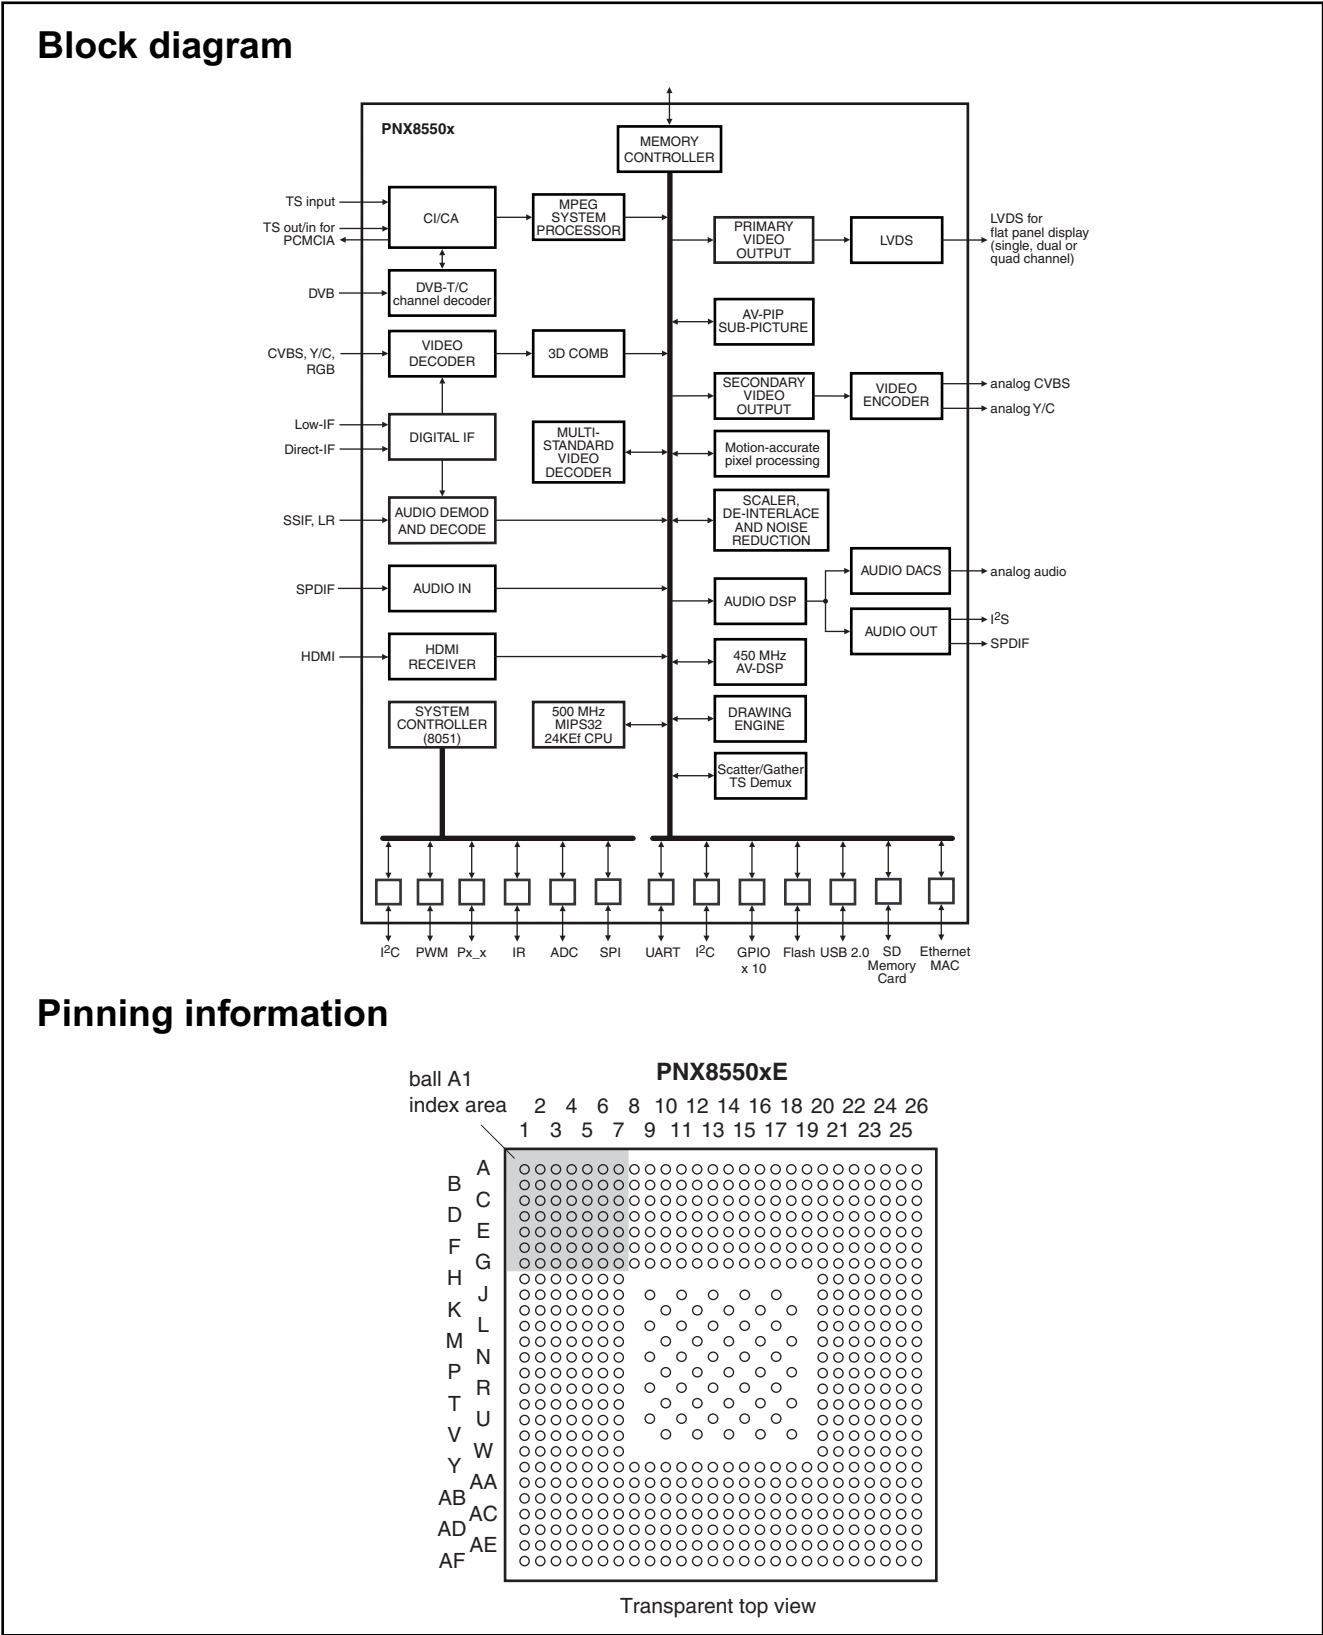 Block diagram
PNX8550x
MEMORY
CONTROLLER
TS input
TS out/in for
PCMCIA
CI/CA
MPEG
SYSTEM
PROCESSOR
PRIMARY
VIDEO
OUTPUT
LVDS
LVDS for
flat panel display
(single, dual or
quad channel)
DVB
DVB-T/C
channel decoder
AV-PIP
SUB-PICTURE
CVBS, Y/C,
RGB
VIDEO
DECODER
3D COMB
SECONDARY
VIDEO
OUTPUT
VIDEO
ENCODER
analog CVBS
analog Y/C
Low-IF
Direct-IF
DIGITAL IF
MULTI-
STANDARD
VIDEO
DECODER
Motion-accurate
pixel processing
SSIF, LR
AUDIO DEMOD
AND DECODE
SCALER,
DE-INTERLACE
AND NOISE
REDUCTION
SPDIF
AUDIO IN
AUDIO DSP
AUDIO DACS
analog audio
AUDIO OUT
I2S
SPDIF
HDMI
HDMI
RECEIVER
450 MHz
AV-DSP
SYSTEM
CONTROLLER
(8051)
500 MHz
MIPS32
24KEf CPU
DRAWING
ENGINE
Scatter/Gather
TS Demux
I2C PWM Px_x IR ADC SPI UART I2C GPIO
x 10 Flash USB 2.0 SD
Memory
Card Ethernet
MAC
Pinning information
PNX8550xE
ball A1
index area
2 4 6 8 10 12 14 16 18 20 22 24 26
1 3 5 7 9 11 13 15 17 19 21 23 25
A
B
C
D
E
F
G
H
J
K
L
M
N
P
R
T
U
V
W
Y
AA
AB
AC
AD
AE
AF
Transparent top view